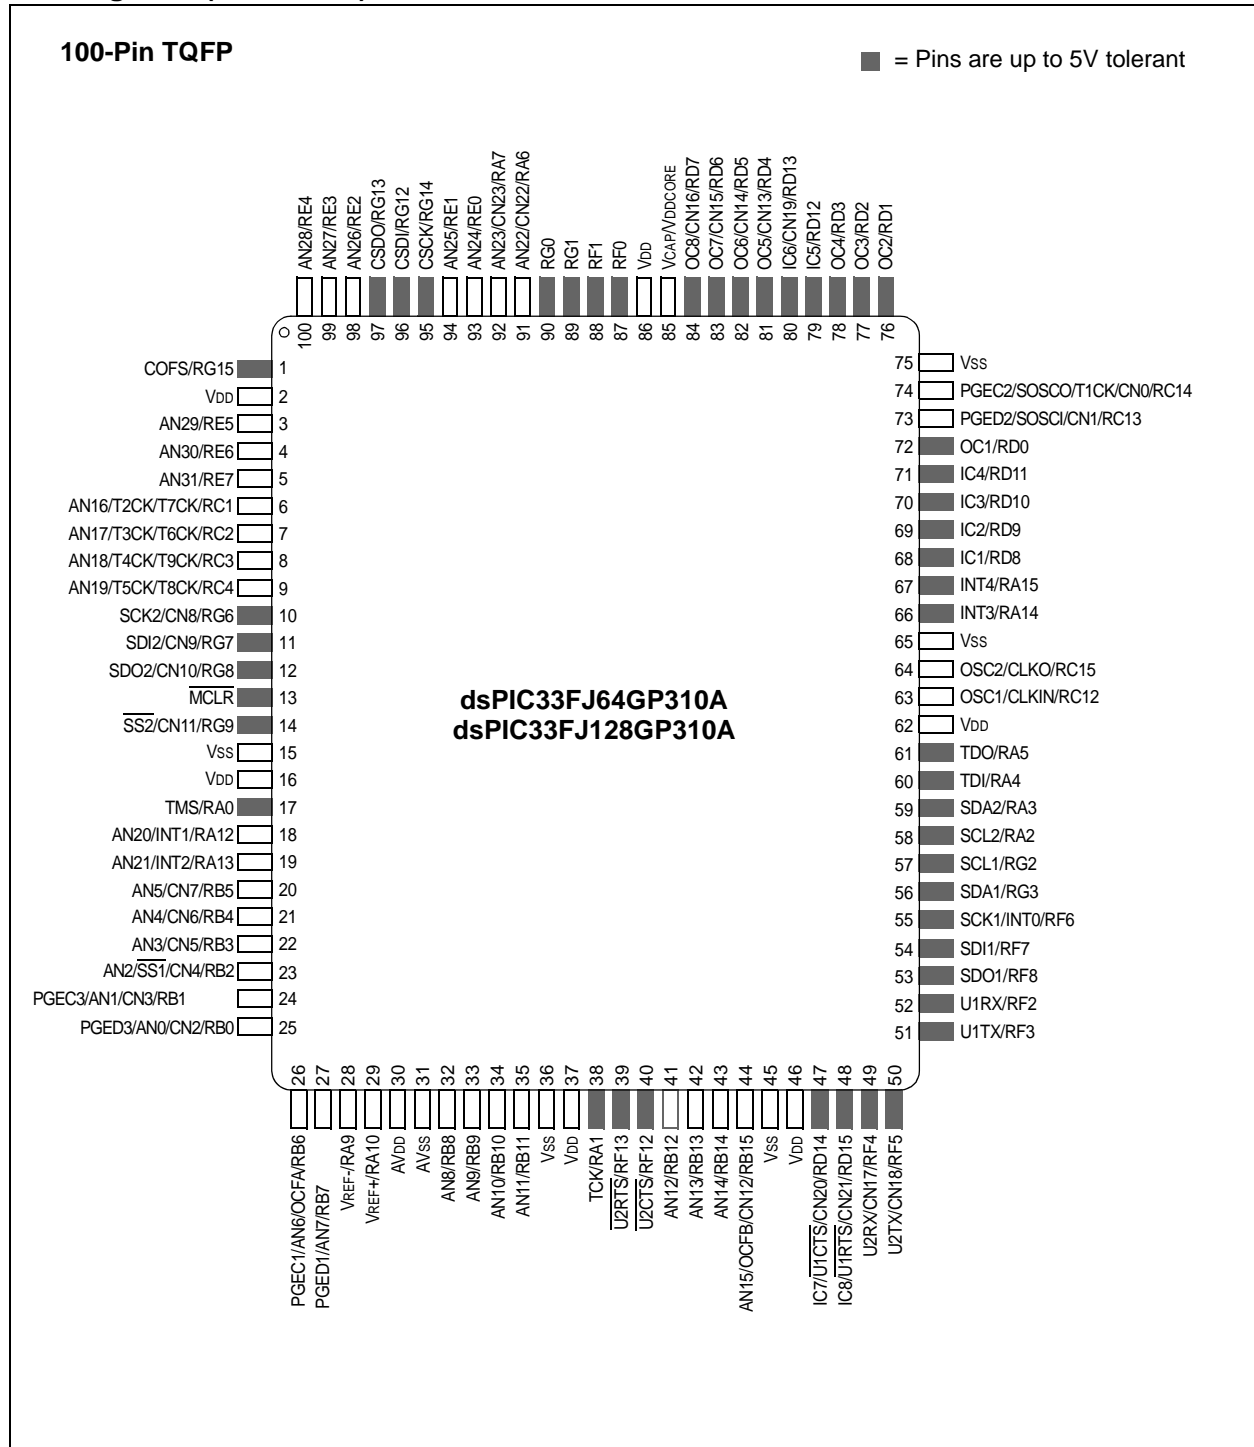 100-Pin TQFP
= Pins are up to 5V tolerant
AN28/RE4
AN27/RE3
AN26/RE2
CSDO/RG13
CSDI/RG12
CSCK/RG14
AN25/RE1
AN24/RE0
AN23/CN23/RA7
AN22/CN22/RA6
RG0
RG1
RF1
RF0
VDD
VCAP/VDDCORE
OC8/CN16/RD7
OC7/CN15/RD6
OC6/CN14/RD5
OC5/CN13/RD4
IC6/CN19/RD13
IC5/RD12
OC4/RD3
OC3/RD2
OC2/RD1
100
99
98
97
96
95
94
93
92
91
90
89
88
87
86
85
84
83
82
81
80
79
78
77
76
COFS/RG15 1
VDD 2
AN29/RE5 3
AN30/RE6 4
AN31/RE7 5
AN16/T2CK/T7CK/RC1 6
AN17/T3CK/T6CK/RC2 7
AN18/T4CK/T9CK/RC3 8
AN19/T5CK/T8CK/RC4 9
SCK2/CN8/RG6 10
SDI2/CN9/RG7 11
SDO2/CN10/RG8 12
MCLR 13
SS2/CN11/RG9 14
VSS 15
VDD 16
TMS/RA0 17
AN20/INT1/RA12 18
AN21/INT2/RA13 19
AN5/CN7/RB5 20
AN4/CN6/RB4 21
AN3/CN5/RB3 22
AN2/SS1/CN4/RB2 23
PGEC3/AN1/CN3/RB1 24
PGED3/AN0/CN2/RB0 25
dsPIC33FJ64GP310A
dsPIC33FJ128GP310A
75 VSS
74 PGEC2/SOSCO/T1CK/CN0/RC14
73 PGED2/SOSCI/CN1/RC13
72 OC1/RD0
71 IC4/RD11
70 IC3/RD10
69 IC2/RD9
68 IC1/RD8
67 INT4/RA15
66 INT3/RA14
65 VSS
64 OSC2/CLKO/RC15
63 OSC1/CLKIN/RC12
62 VDD
61 TDO/RA5
60 TDI/RA4
59 SDA2/RA3
58 SCL2/RA2
57 SCL1/RG2
56 SDA1/RG3
55 SCK1/INT0/RF6
54 SDI1/RF7
53 SDO1/RF8
52 U1RX/RF2
51 U1TX/RF3
26
27
28
29
30
31
32
33
34
35
36
37
38
39
40
41
42
43
44
45
46
47
48
49
50
PGEC1/AN6/OCFA/RB6
PGED1/AN7/RB7
VREF-/RA9
VREF+/RA10
AVDD
AVSS
AN8/RB8
AN9/RB9
AN10/RB10
AN11/RB11
VSS
VDD
TCK/RA1
U2RTS/RF13
U2CTS/RF12
AN12/RB12
AN13/RB13
AN14/RB14
AN15/OCFB/CN12/RB15
VSS
VDD
IC7/U1CTS/CN20/RD14
IC8/U1RTS/CN21/RD15
U2RX/CN17/RF4
U2TX/CN18/RF5